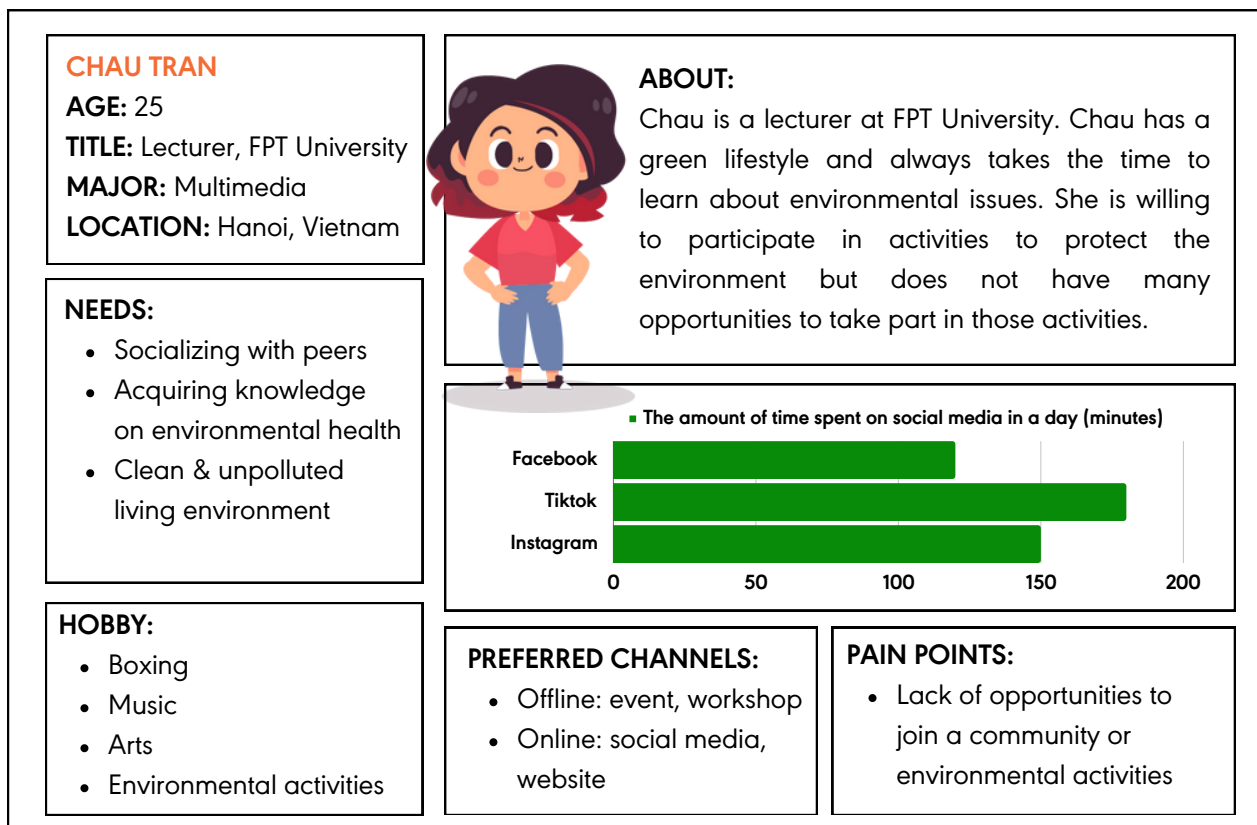 CHAU TRAN
AGE: 25
TITLE: Lecturer, FPT University
MAJOR: Multimedia
LOCATION: Hanoi, Vietnam
ABOUT:
Chau is a lecturer at FPT University. Chau has a
green lifestyle and always takes the time to
learn about environmental issues. She is willing
to participate in activities to protect the
environment but does not have many
opportunities to take part in those activities.
NEEDS:
• Socializing with peers
• Acquiring knowledge
on environmental health
• Clean & unpolluted
living environment
The amount of time spent on social media in a day (minutes)
Facebook
Tiktok
Instagram
0 50 100 150 200
HOBBY:
• Boxing
• Music
• Arts
• Environmental activities
PREFERRED CHANNELS:
• Offline: event, workshop
• Online: social media,
website
PAIN POINTS:
• Lack of opportunities to
join a community or
environmental activities